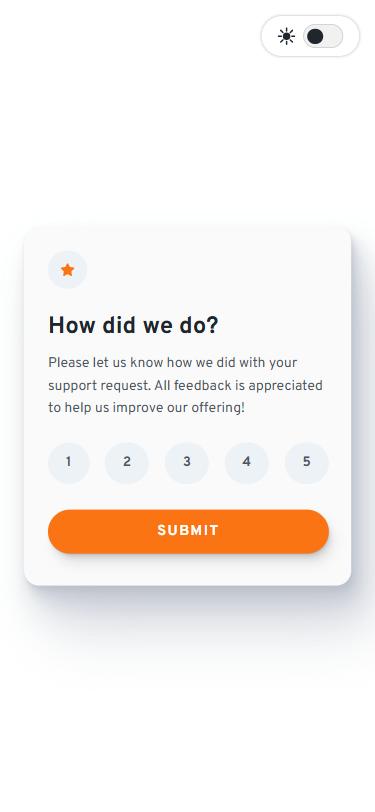 How did we do?
Please let us know how we did with your
support request. All feedback is appreciated
to help us improve our offering!
1 2 3 4 5
SUBMIT